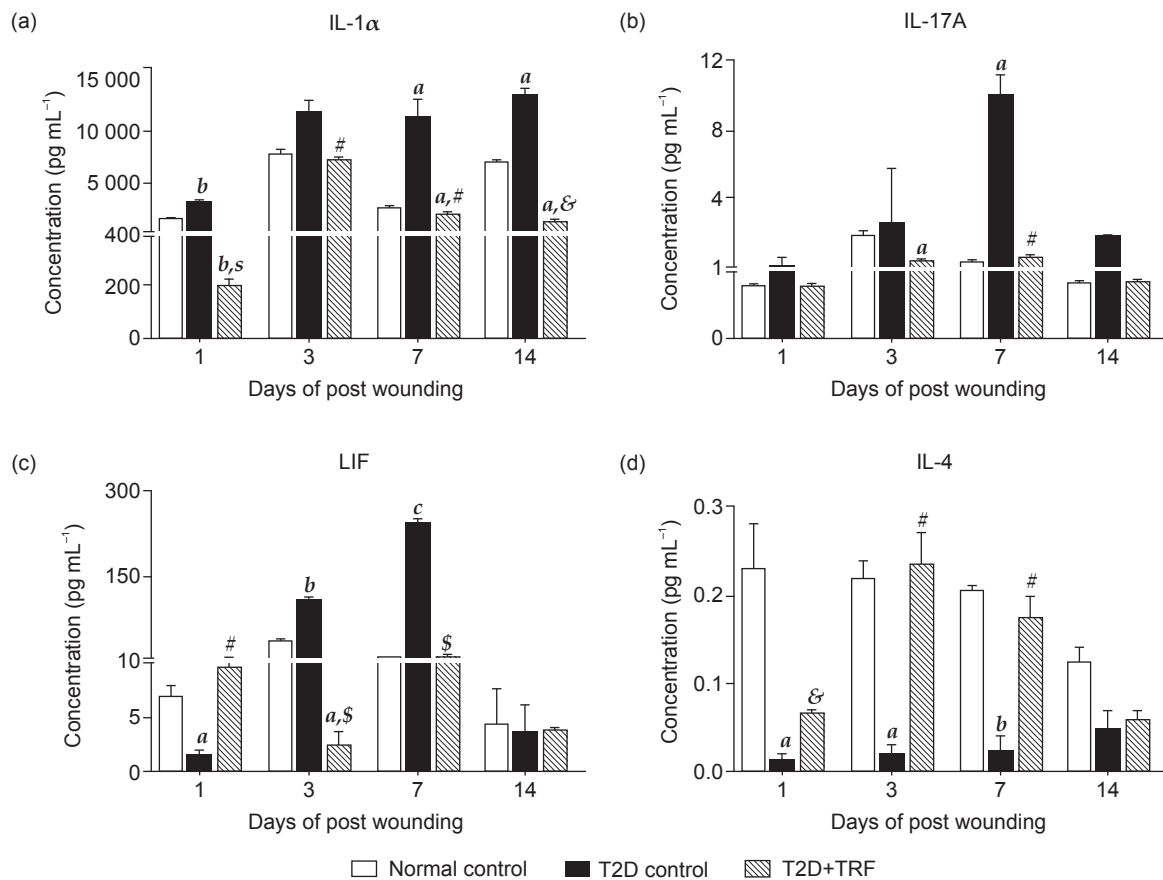 (a)
IL-1α
Concentration (pg mL⁻¹)
15 000
10 000
5 000
400
200
0
b
b,s
#
a
a,#
a
a,&
1 3 7 14
Days of post wounding
(b)
IL-17A
Concentration (pg mL⁻¹)
12
8
4
1
0
a
a
#
1 3 7 14
Days of post wounding
(c)
LIF
Concentration (pg mL⁻¹)
300
150
10
5
0
a
#
b
a,$
c
$
1 3 7 14
Days of post wounding
(d)
IL-4
Concentration (pg mL⁻¹)
0.3
0.2
0.1
0.0
a
&
a
#
b
#
1 3 7 14
Days of post wounding
Normal control T2D control T2D+TRF